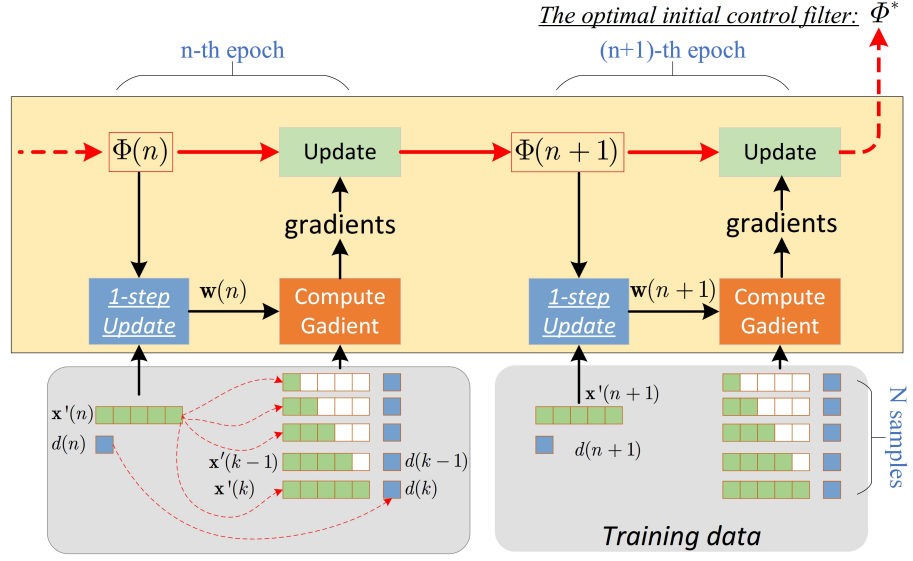 The optimal initial control filter: Φ*
n-th epoch
(n+1)-th epoch
Φ(n)
Update
Φ(n + 1)
Update
gradients
gradients
1-step
Update
w(n)
Compute
Gadient
1-step
Update
w(n + 1)
Compute
Gadient
x'(n)
d(n)
x'(k−1)
d(k−1)
x'(k)
d(k)
x'(n+1)
d(n+1)
N samples
Training data